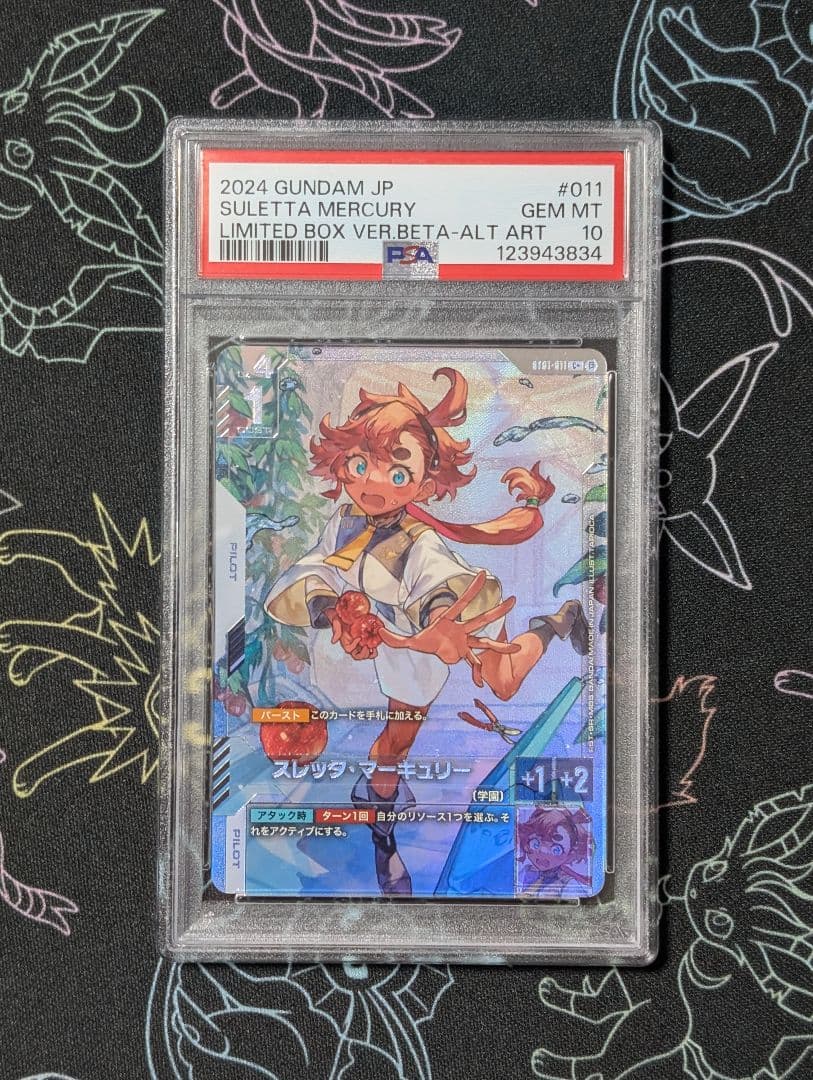 2024 GUNDAM JP #011
SULETTA MERCURY GEM MT
LIMITED BOX VER.BETA-ALT ART 10
PSA 123943834
4
1
COST
PILOT
バースト このカードを手札に加える。
スレッタ・マーキュリー
+1 +2
〔学園〕
アタック時 ターン1回 自分のリソース1つを選ぶ。そ
れをアクティブにする。
PILOT